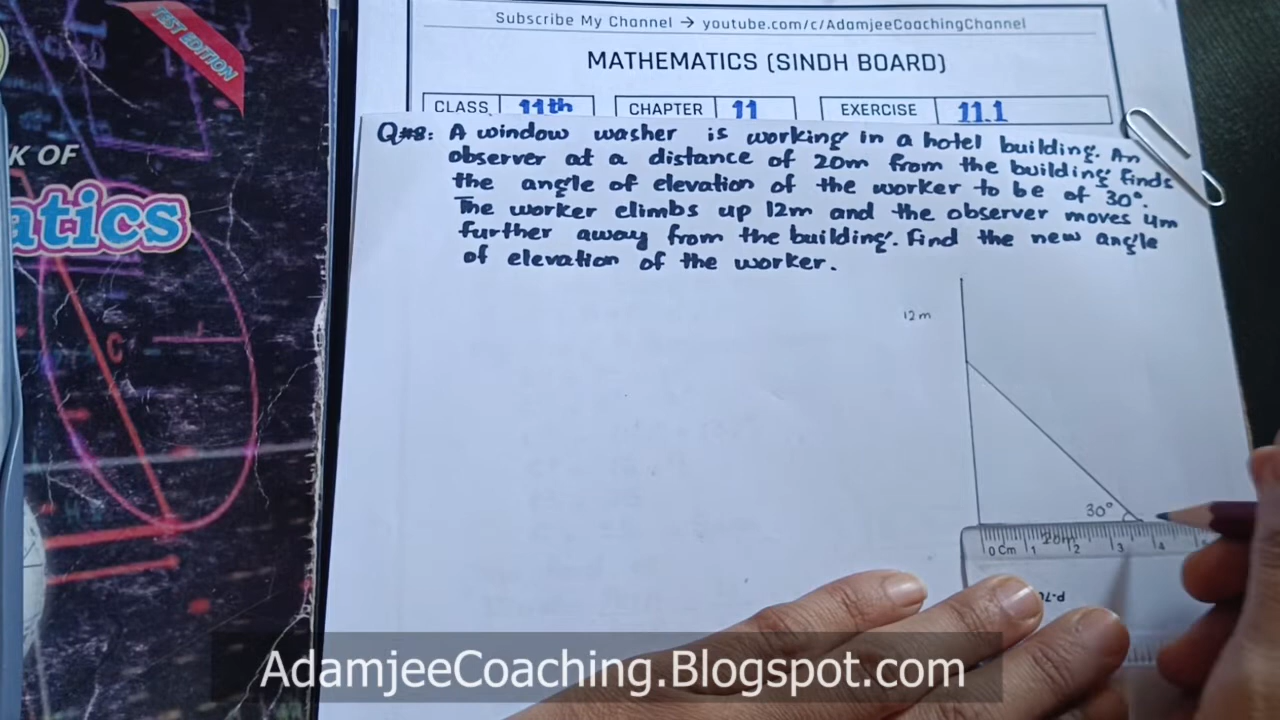 TEST EDITION
K OF
atics
Subscribe My Channel → youtube.com/c/AdamjeeCoachingChannel
MATHEMATICS (SINDH BOARD)
CLASS 11th CHAPTER 11 EXERCISE 11.1
Q#8: A window washer is working in a hotel building. An
observer at a distance of 20m from the building finds
the angle of elevation of the worker to be of 30°.
The worker climbs up 12m and the observer moves 4m
further away from the building. Find the new angle
of elevation of the worker.
12m
30°
20m
0 Cm 1 2 3 4
AdamjeeCoaching.Blogspot.com